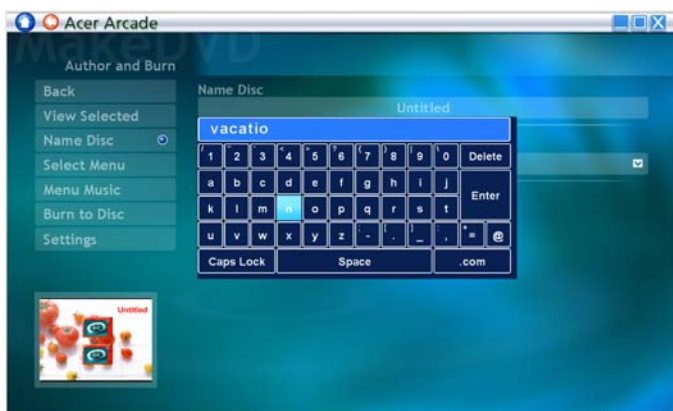 Acer Arcade
MakeDVD
Author and Burn
Back
View Selected
Name Disc
Select Menu
Menu Music
Burn to Disc
Settings
Untitled
Name Disc
Untitled
vacatio
1 2 3 4 5 6 7 8 9 0 Delete
a b c d e f g h i j
Enter
k l m n o p q r s t
u v w x y z - . _ , = @
Caps Lock Space .com